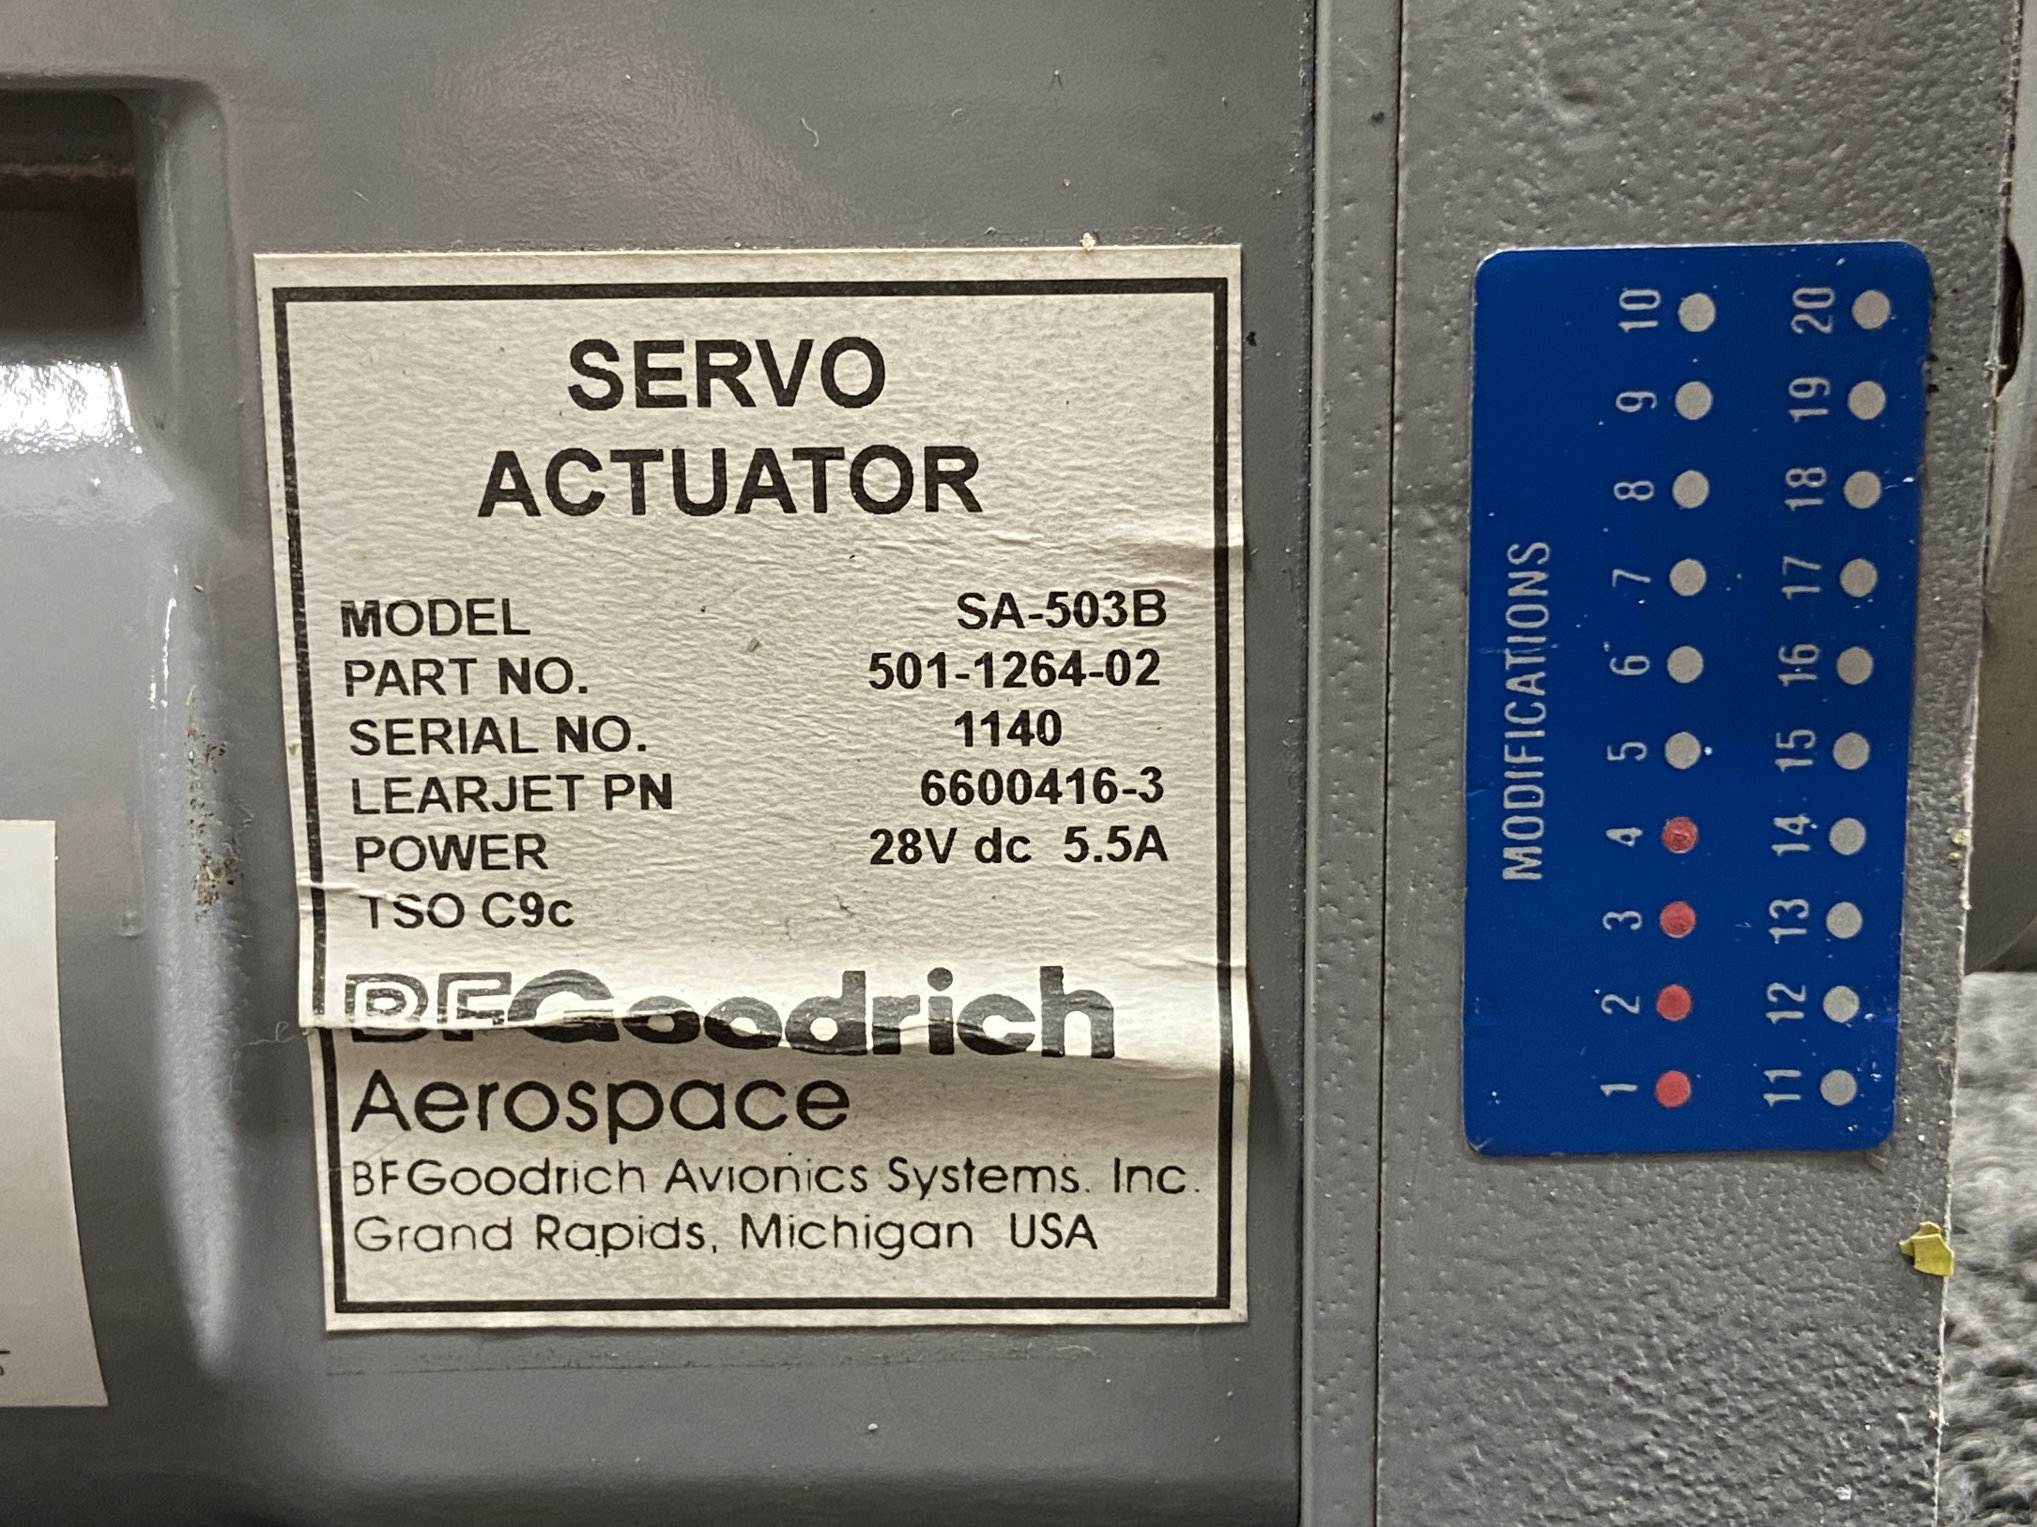 SERVO
ACTUATOR
MODEL SA-503B
PART NO. 501-1264-02
SERIAL NO. 1140
LEARJET PN 6600416-3
POWER 28V dc 5.5A
TSO C9c
BFGoodrich
Aerospace
BFGoodrich Avionics Systems. Inc.
Grand Rapids, Michigan USA
MODIFICATIONS
1 2 3 4 5 6 7 8 9 10
11 12 13 14 15 16 17 18 19 20